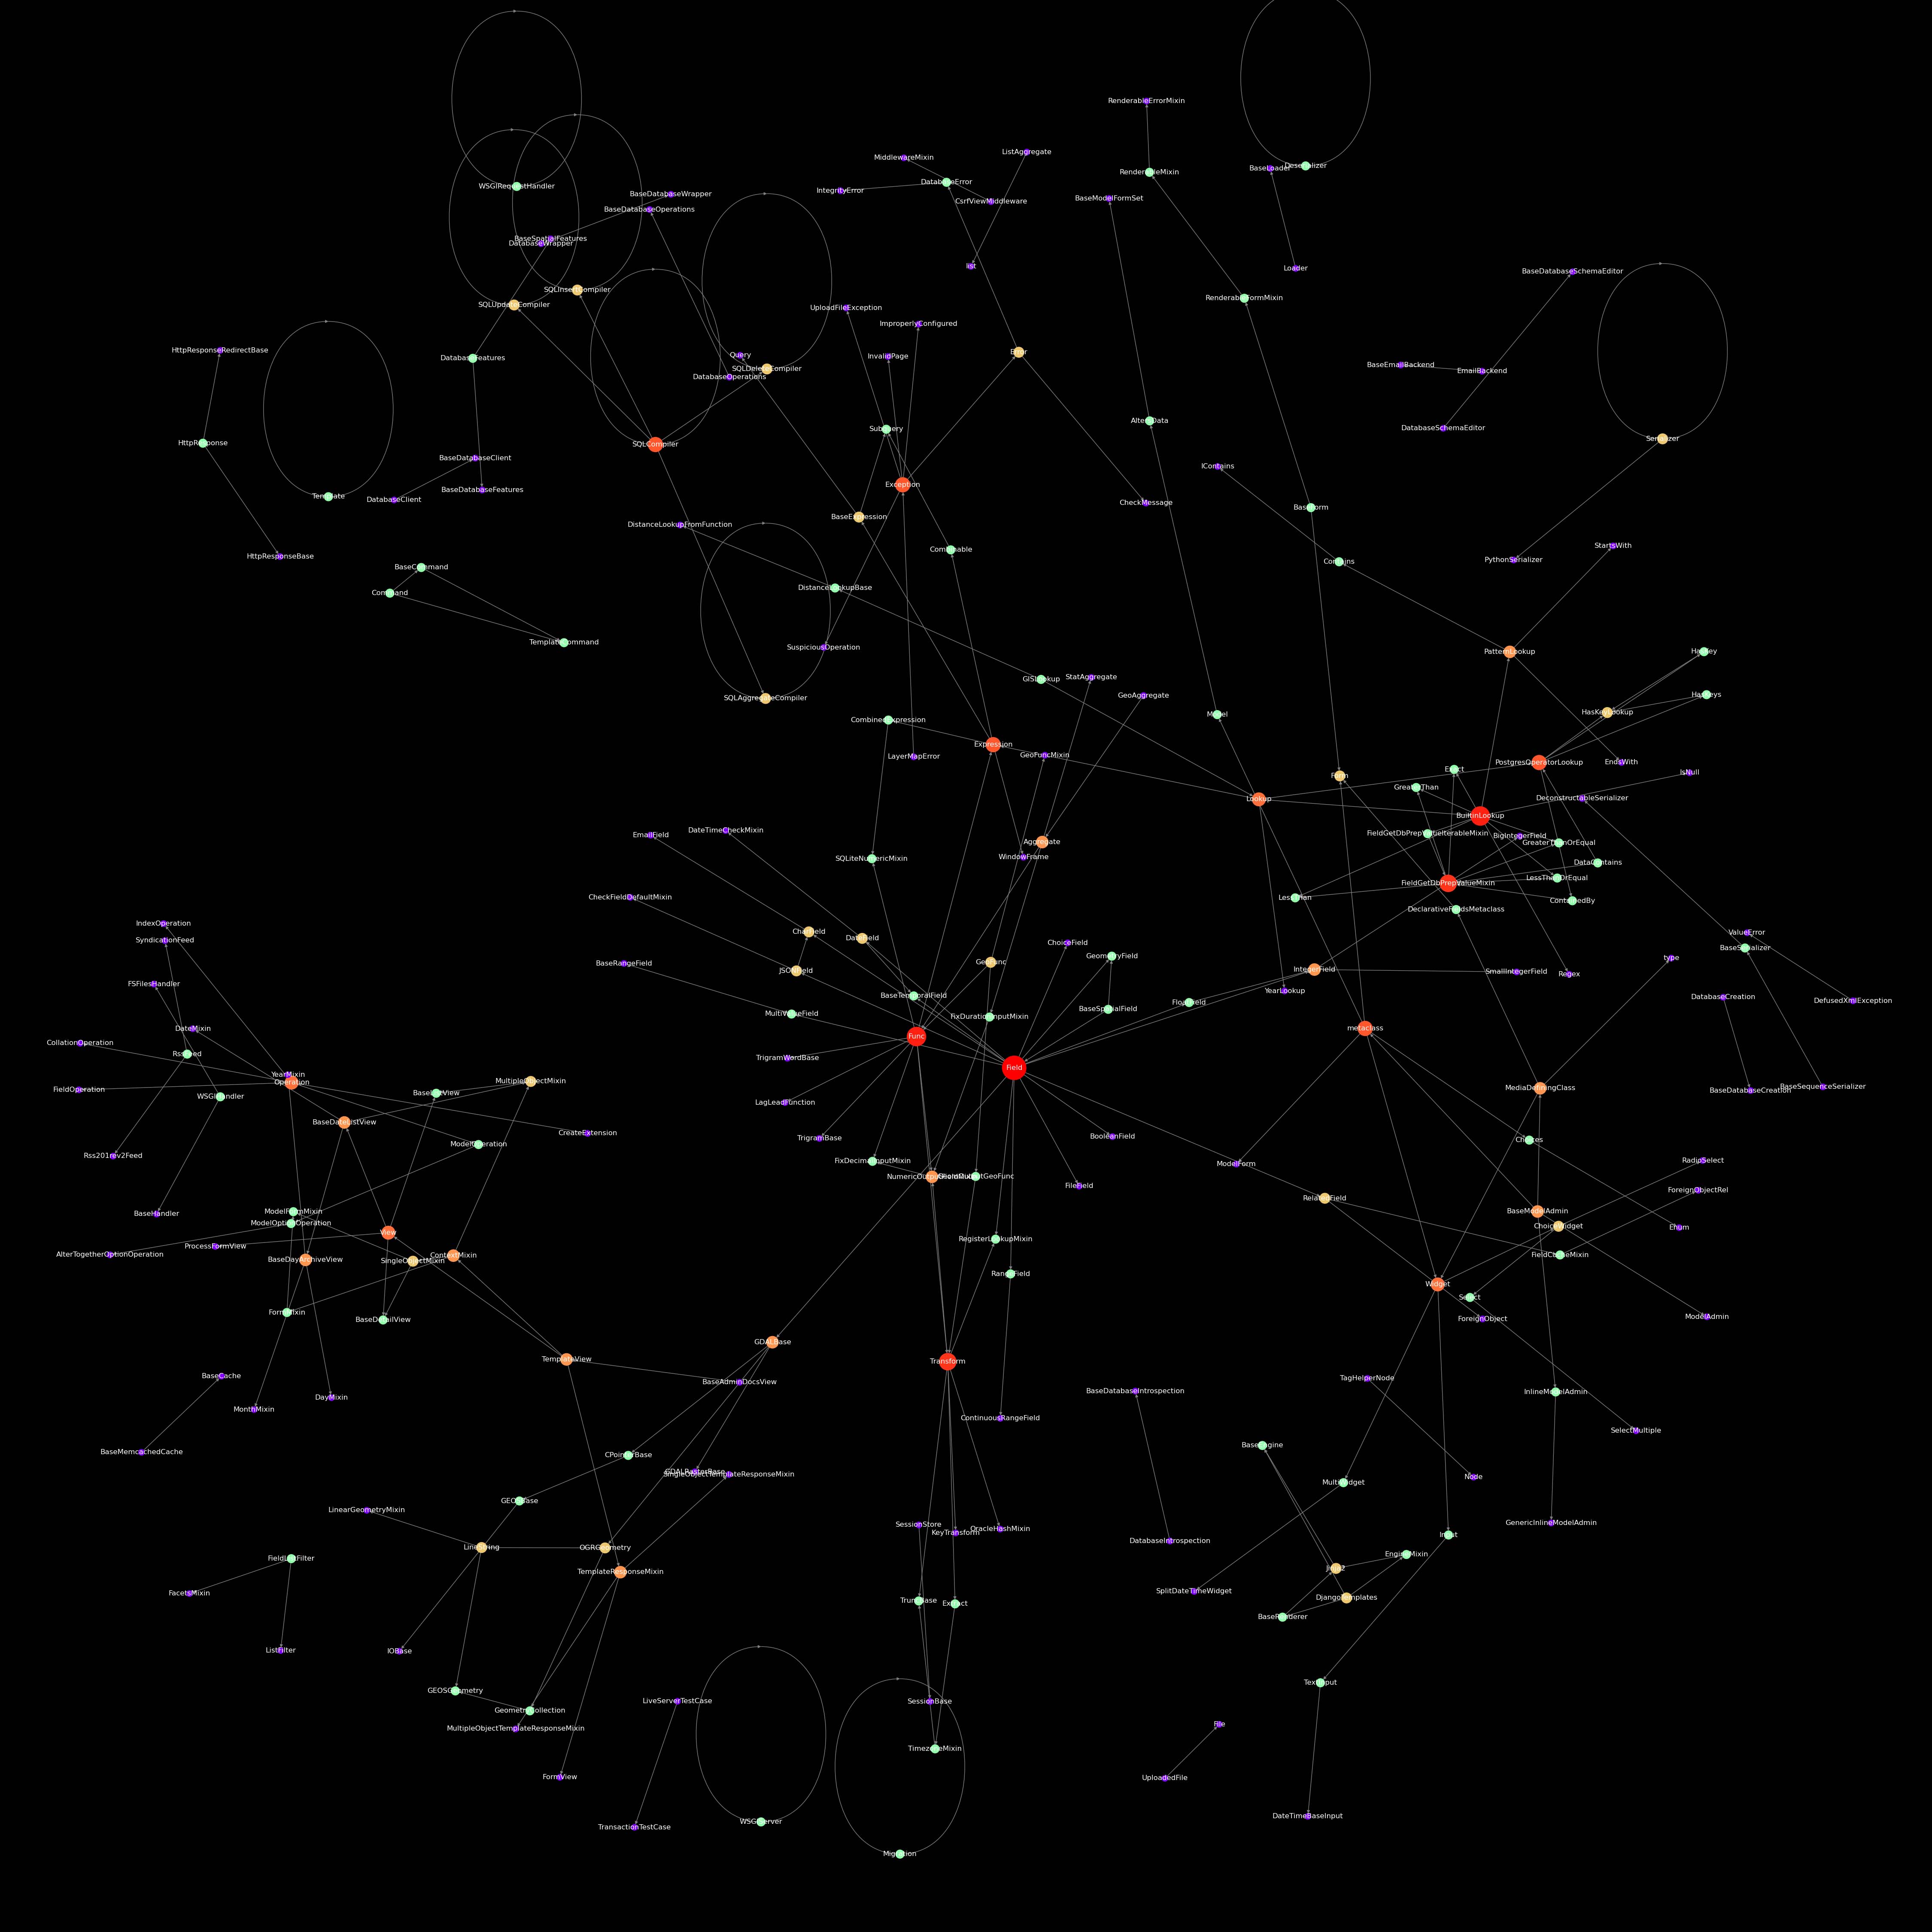 RenderableErrorMixin
ListAggregate
MiddlewareMixin
RenderableMixin
Deserializer
BaseLoader
WSGIRequestHandler
DatabaseError
IntegrityError
BaseDatabaseWrapper
BaseModelFormSet
CsrfViewMiddleware
BaseDatabaseOperations
BaseSpatialFeatures
DatabaseWrapper
list
Loader
BaseDatabaseSchemaEditor
SQLInsertCompiler
RenderableFormMixin
SQLUpdateCompiler
UploadFileException
ImproperlyConfigured
HttpResponseRedirectBase
Error
Query
InvalidPage
DatabaseFeatures
BaseEmailBackend
SQLDeleteCompiler
EmailBackend
DatabaseOperations
AlterData
SubQuery
DatabaseSchemaEditor
Serializer
HttpResponse
SQLCompiler
BaseDatabaseClient
IContains
Exception
BaseDatabaseFeatures
Template
DatabaseClient
CheckMessage
BaseForm
BaseExpression
DistanceLookupFromFunction
StartsWith
Combinable
HttpResponseBase
PythonSerializer
Contains
BaseCommand
DistanceLookupBase
Command
TemplateCommand
SuspiciousOperation
PatternLookup
HasKey
StatAggregate
GISLookup
HasKeys
GeoAggregate
SQLAggregateCompiler
HasKeyLookup
Model
CombinedExpression
Expression
GeoFuncMixin
LayerMapError
PostgresOperatorLookup
EndsWith
Exact
IsNull
Form
GreaterThan
Lookup
DeconstructableSerializer
BuiltinLookup
DateTimeCheckMixin
EmailField
FieldGetDbPrepValueIterableMixin
BigIntegerField
Aggregate
GreaterThanOrEqual
SQLiteNumericMixin
WindowFrame
DataContains
LessThanOrEqual
FieldGetDbPrepValueMixin
CheckFieldDefaultMixin
LessThan
ContainedBy
DeclarativeFieldsMetaclass
IndexOperation
CharField
ValueError
DateField
SyndicationField
ChoiceField
BaseSerializer
GeometryField
type
BaseRangeField
GeoFunc
JSONField
IntegerField
SmallIntegerField
Regex
FSFilesHandler
YearLookup
BaseTemporalField
DatabaseCreation
FloatField
DefusedXmlException
BaseSpatialField
MultiValueField
FixDurationInputMixin
DateMixin
metaclass
Func
CollationOperation
RssFeed
TrigramWordBase
Field
YearMixin
Operation
MultipleObjectMixin
BaseSequenceSerializer
MediaDefiningClass
FieldOperation
BaseDatabaseCreation
BaseListView
WSGIHandler
LagLeadFunction
BaseDateListView
CreateExtension
BooleanField
TrigramBase
Choices
ModelOperation
Rss201rev2Feed
FixDecimalInputMixin
RadioSelect
ModelForm
NumericOutputFieldMixin
FileField
ForeignObjectRel
RelatedField
ModelFormMixin
BaseModelAdmin
BaseHandler
ModelOptionOperation
ChoiceWidget
Enum
View
RegisterLookupMixin
ProcessFormView
AlterTogetherOptionOperation
ContextMixin
FieldCacheMixin
BaseDayArchiveView
SingleObjectMixin
RangeField
Widget
Select
FormMixin
ModelAdmin
BaseDetailView
ForeignObject
GDALBase
TemplateView
Transform
BaseCache
TagHelperNode
BaseAdminDocsView
BaseDatabaseIntrospection
InlineModelAdmin
DayMixin
MonthMixin
ContinuousRangeField
SelectMultiple
BaseEngine
BaseMemcachedCache
CPointerBase
GDALRasterBase
SingleObjectTemplateResponseMixin
Node
MultiWidget
GEOSBase
LinearGeometryMixin
GenericInlineModelAdmin
SessionStore
OracleHashMixin
KeyTransform
Input
DatabaseIntrospection
LineString
OGRGeometry
EngineMixin
FieldListFilter
Jinja2
TemplateResponseMixin
SplitDateTimeWidget
FacetsMixin
DjangoTemplates
TruncBase
Extract
BaseRenderer
ListFilter
IOBase
TextInput
GEOSGeometry
LiveServerTestCase
SessionBase
GeometryCollection
File
MultipleObjectTemplateResponseMixin
TimezoneMixin
FormView
UploadedFile
DateTimeBaseInput
WSGIServer
TransactionTestCase
Migration